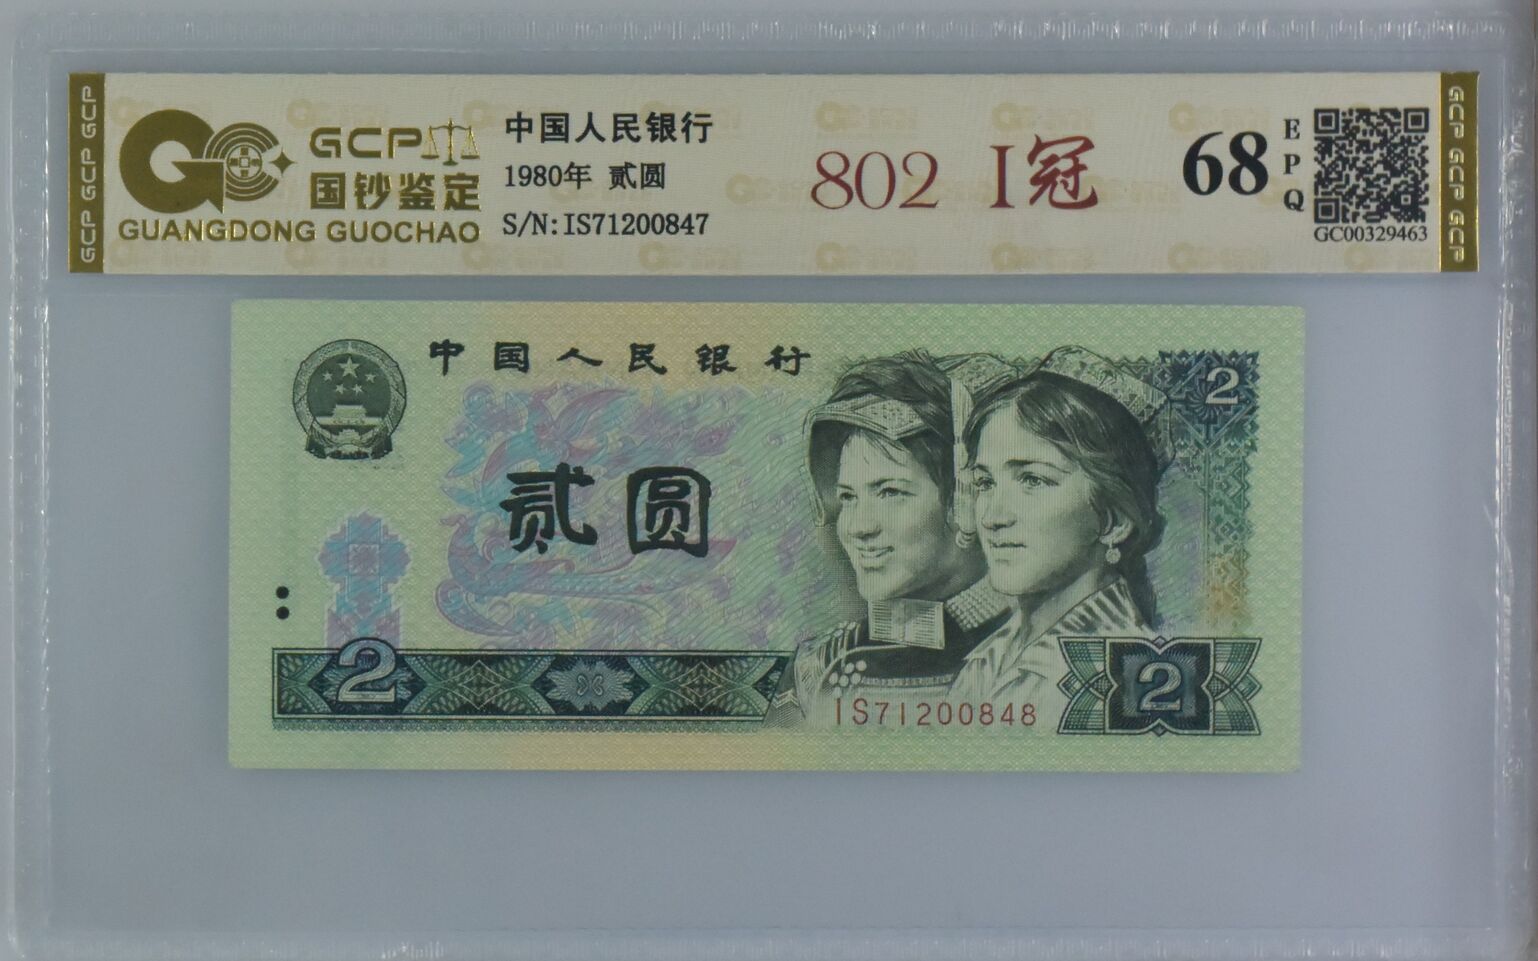 GCP GCP GCP
GCP
国钞鉴定
GUANGDONG GUOCHAO
中国人民银行
1980年 贰圆
S/N:IS71200847
802 I冠
68
EPQ
GC00329463
GCP GCP GCP
中国人民银行
2
贰圆
2
IS71200848
2